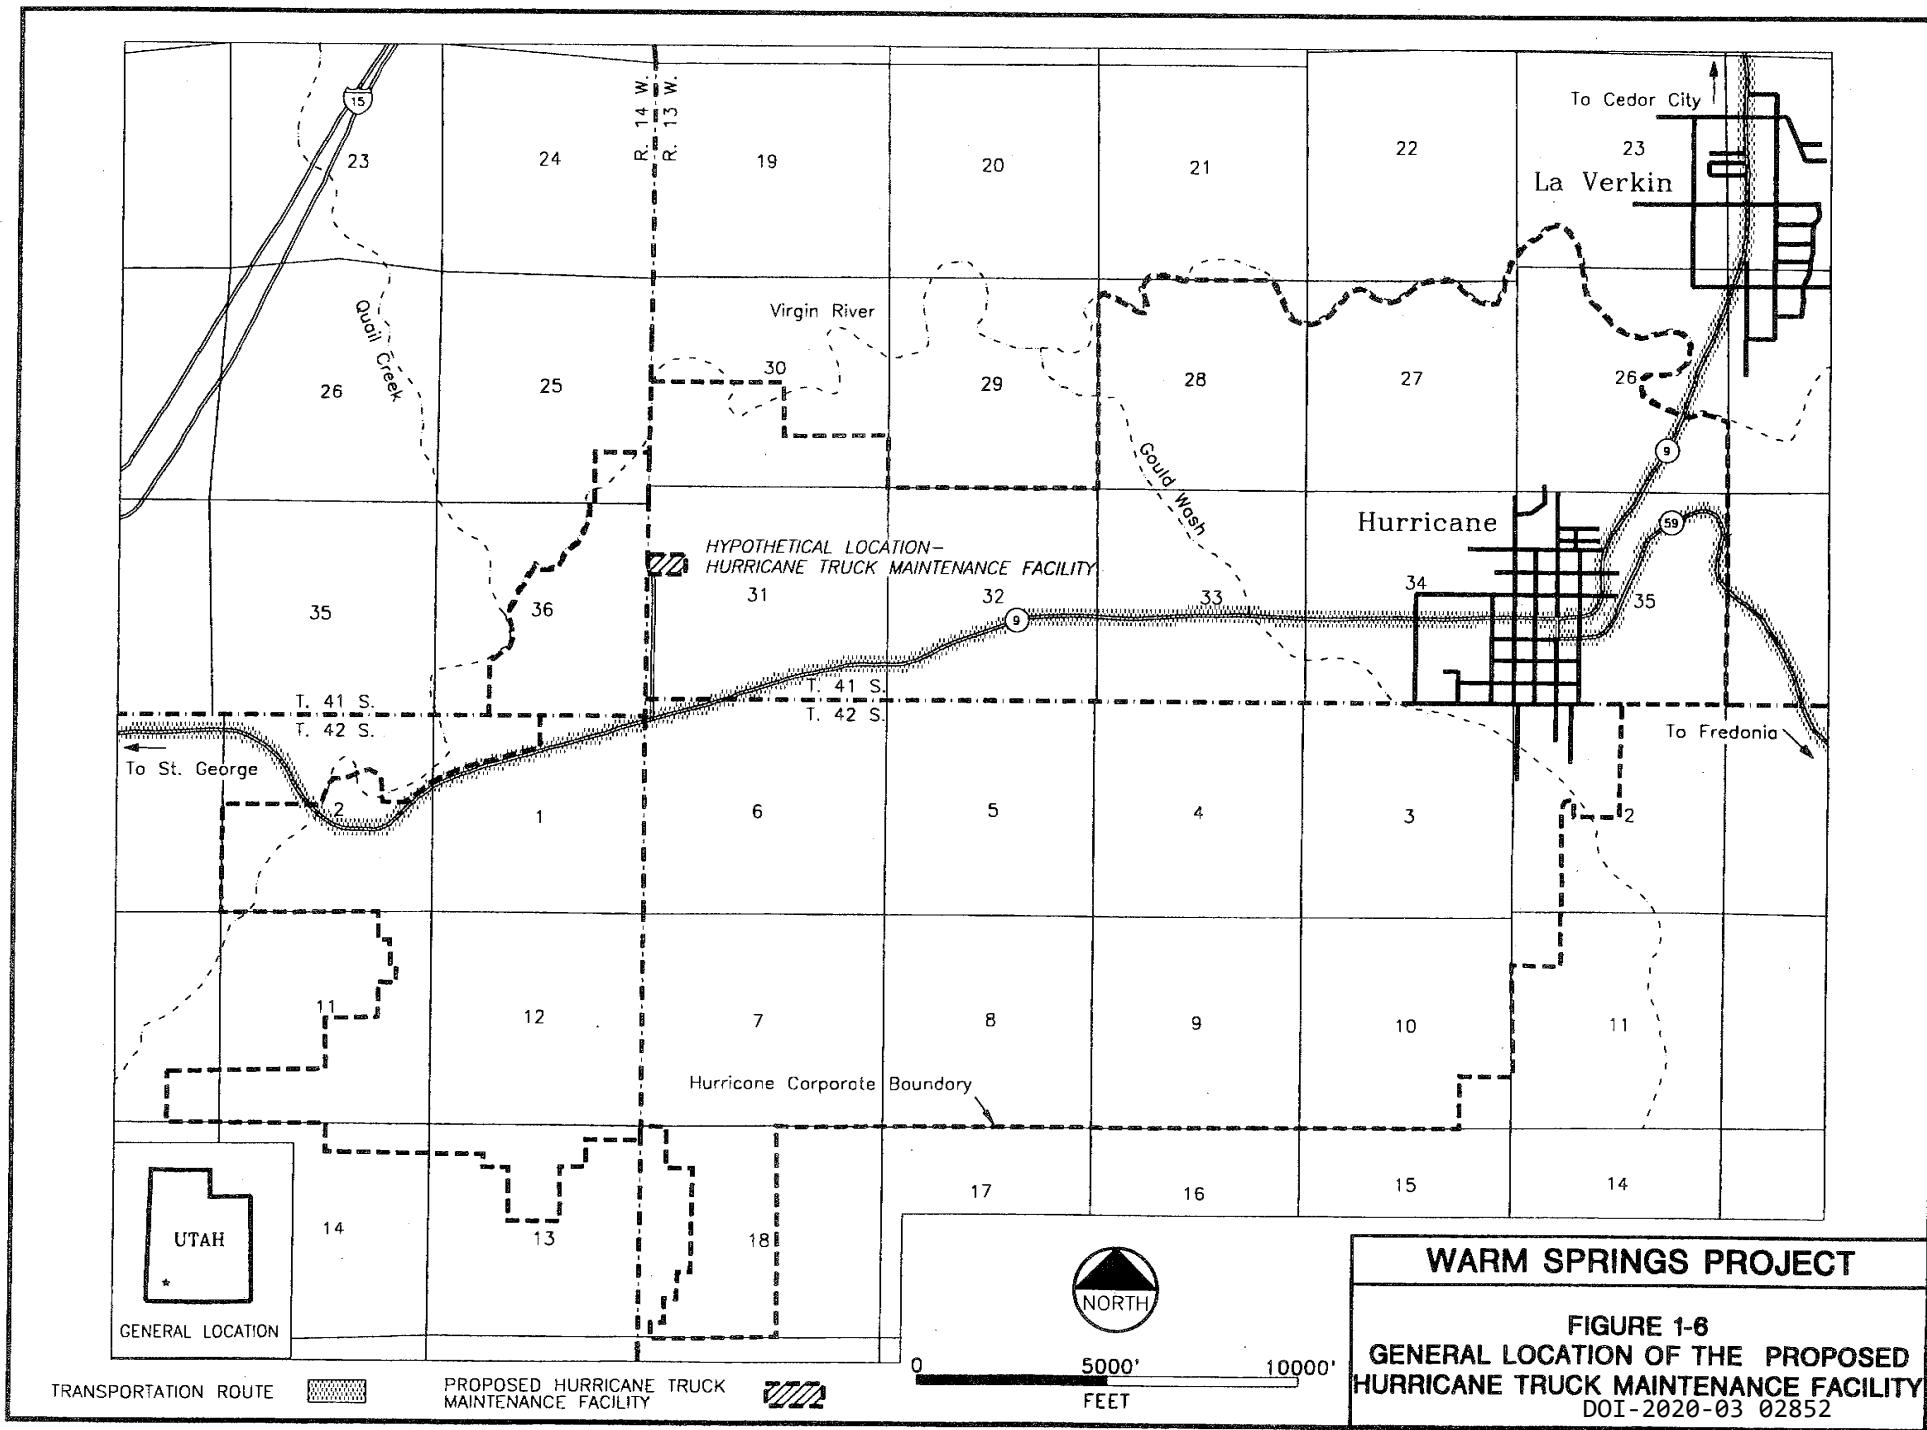 To Cedor City
15
R. 14 W.
R. 13 W.
23
24
19
20
21
22
23
La Verkin
Quail Creek
Virgin River
26
25
30
29
28
27
26
9
Gould Wash
Hurricane
59
HYPOTHETICAL LOCATION–
HURRICANE TRUCK MAINTENANCE FACILITY
35
36
31
32
9
33
34
35
T. 41 S.
T. 42 S.
T. 41 S.
T. 42 S.
To St. George
To Fredonia
2
1
6
5
4
3
2
11
12
7
8
9
10
11
Hurricane Corporate Boundary
14
13
18
17
16
15
14
UTAH
GENERAL LOCATION
NORTH
WARM SPRINGS PROJECT
FIGURE 1-6
GENERAL LOCATION OF THE PROPOSED
HURRICANE TRUCK MAINTENANCE FACILITY
DOI-2020-03 02852
TRANSPORTATION ROUTE
PROPOSED HURRICANE TRUCK
MAINTENANCE FACILITY
0 5000' 10000'
FEET